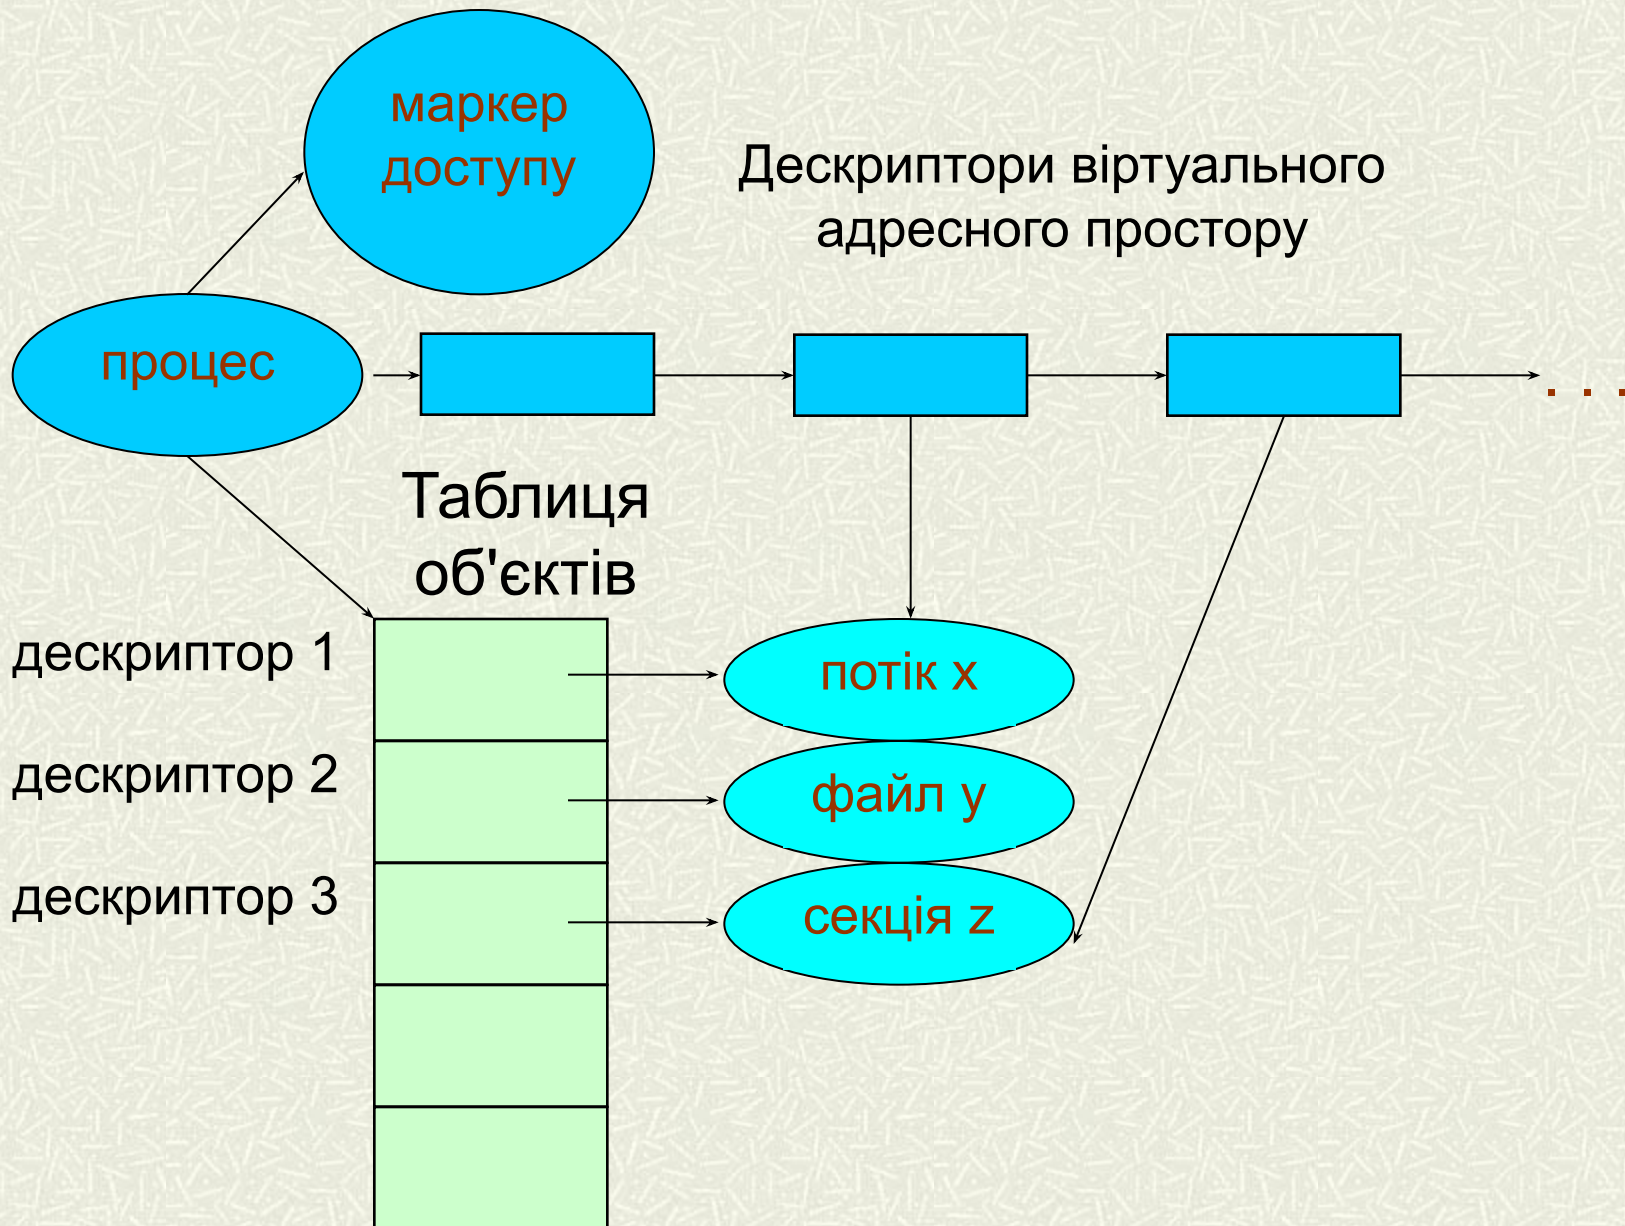 маркер
доступу
Дескриптори віртуального
адресного простору
процес
. . .
Таблиця
об'єктів
дескриптор 1
потік x
дескриптор 2
файл y
дескриптор 3
секція z